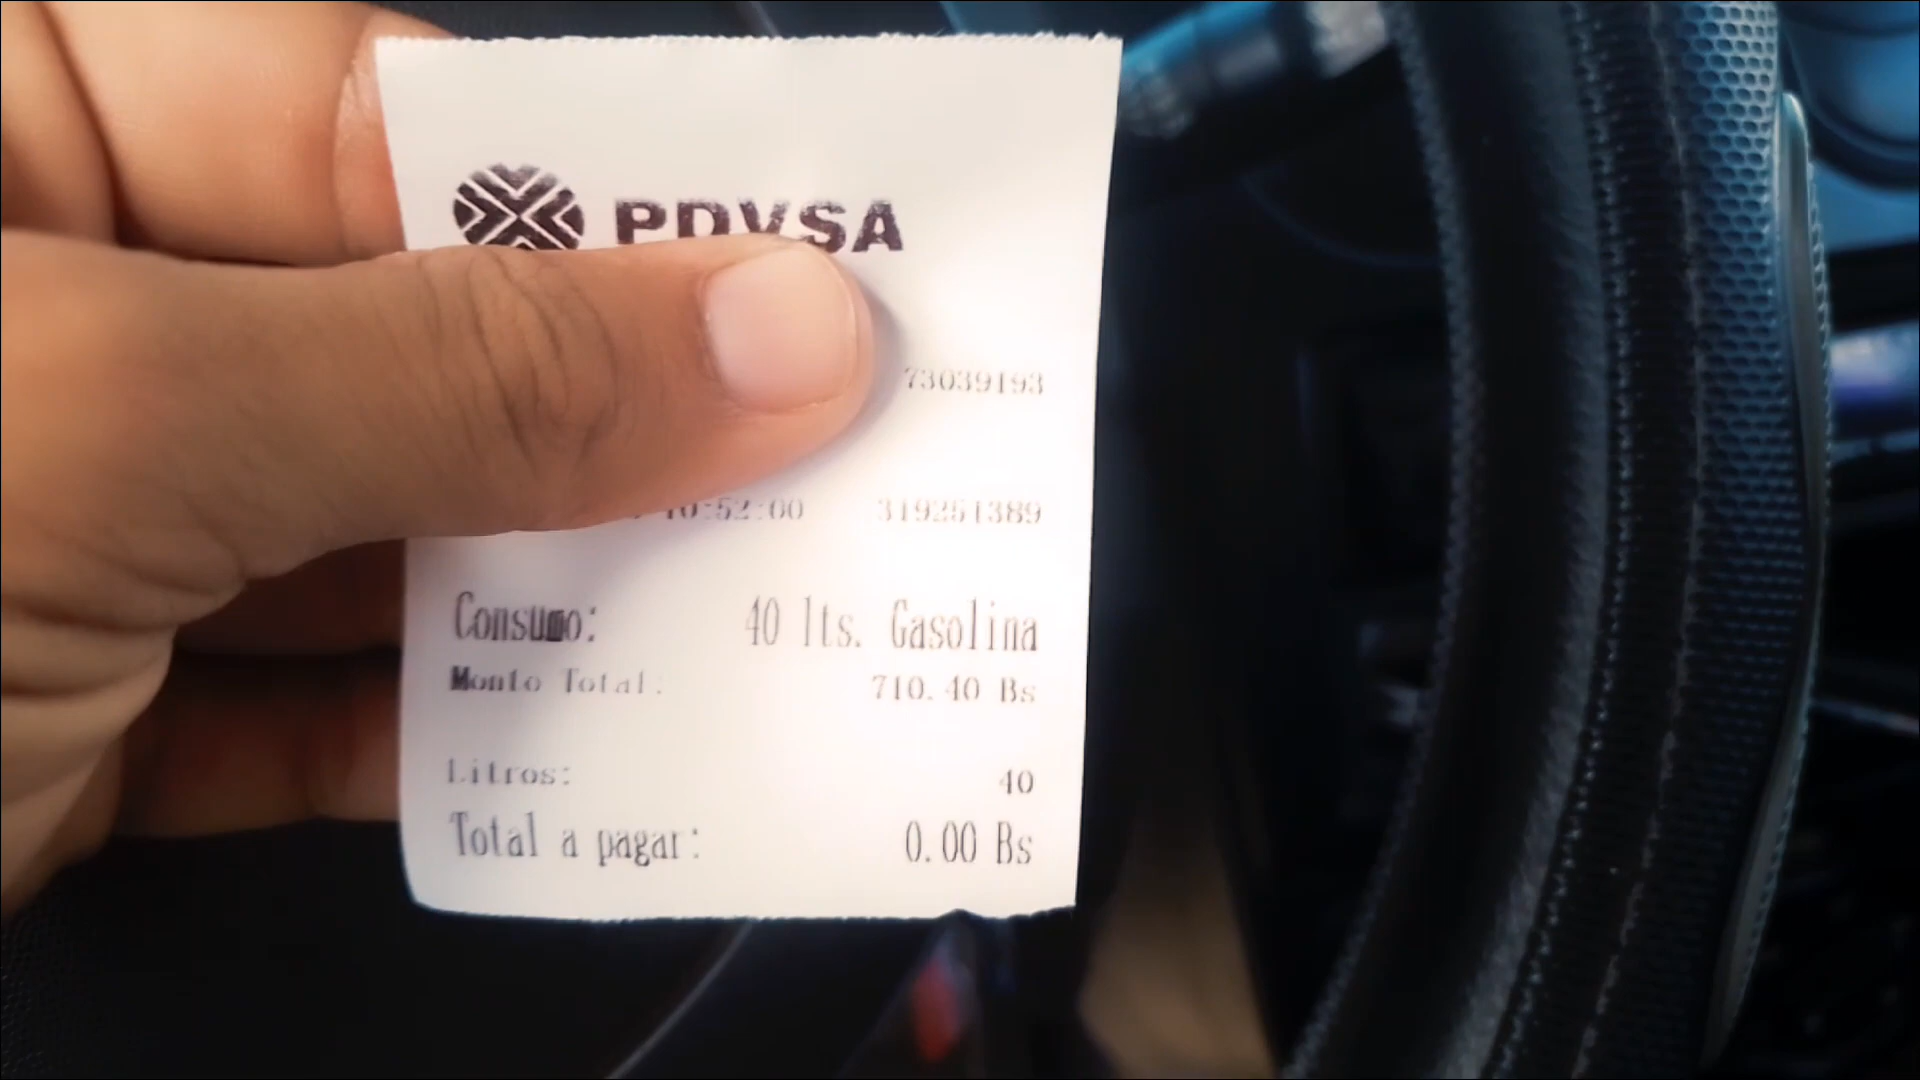 PDVSA
73039193
10:52:00 319251389
Consumo: 40 lts. Gasolina
Monto Total: 710.40 Bs
Litros: 40
Total a pagar: 0.00 Bs